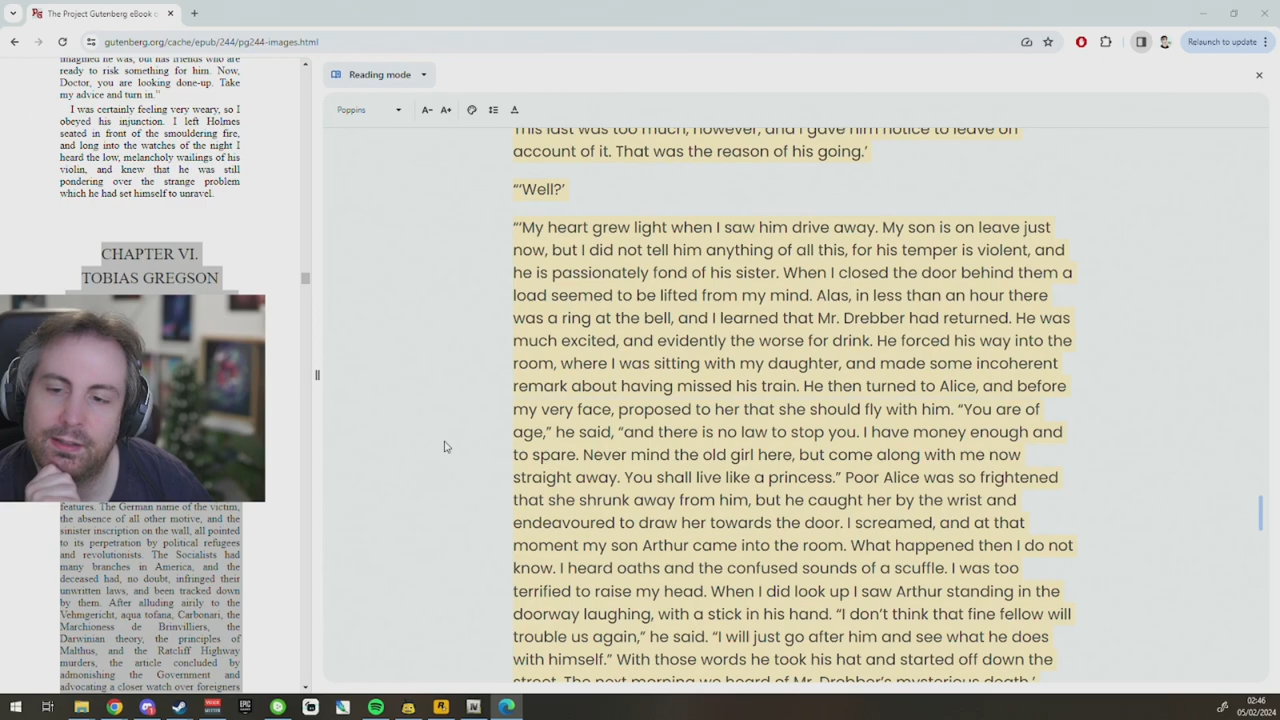 The Project Gutenberg eBook o
gutenberg.org/cache/epub/244/pg244-images.html
Relaunch to update
imagined he was, but has friends who are
ready to risk something for him. Now,
Doctor, you are looking done-up. Take
my advice and turn in.”
I was certainly feeling very weary, so I
obeyed his injunction. I left Holmes
seated in front of the smouldering fire,
and long into the watches of the night I
heard the low, melancholy wailings of his
violin, and knew that he was still
pondering over the strange problem
which he had set himself to unravel.
CHAPTER VI.
TOBIAS GREGSON
features. The German name of the victim,
the absence of all other motive, and the
sinister inscription on the wall, all pointed
to its perpetration by political refugees
and revolutionists. The Socialists had
many branches in America, and the
deceased had, no doubt, infringed their
unwritten laws, and been tracked down
by them. After alluding airily to the
Vehmgericht, aqua tofana, Carbonari, the
Marchioness de Brinvilliers, the
Darwinian theory, the principles of
Malthus, and the Ratcliff Highway
murders, the article concluded by
admonishing the Government and
advocating a closer watch over foreigners
Reading mode
Poppins
A- A+
This last was too much, however, and I gave him notice to leave on
account of it. That was the reason of his going.’
“‘Well?’
“‘My heart grew light when I saw him drive away. My son is on leave just
now, but I did not tell him anything of all this, for his temper is violent, and
he is passionately fond of his sister. When I closed the door behind them a
load seemed to be lifted from my mind. Alas, in less than an hour there
was a ring at the bell, and I learned that Mr. Drebber had returned. He was
much excited, and evidently the worse for drink. He forced his way into the
room, where I was sitting with my daughter, and made some incoherent
remark about having missed his train. He then turned to Alice, and before
my very face, proposed to her that she should fly with him. “You are of
age,” he said, “and there is no law to stop you. I have money enough and
to spare. Never mind the old girl here, but come along with me now
straight away. You shall live like a princess.” Poor Alice was so frightened
that she shrunk away from him, but he caught her by the wrist and
endeavoured to draw her towards the door. I screamed, and at that
moment my son Arthur came into the room. What happened then I do not
know. I heard oaths and the confused sounds of a scuffle. I was too
terrified to raise my head. When I did look up I saw Arthur standing in the
doorway laughing, with a stick in his hand. “I don’t think that fine fellow will
trouble us again,” he said. “I will just go after him and see what he does
with himself.” With those words he took his hat and started off down the
street. The next morning we heard of Mr. Drebber’s mysterious death.’
02:46
05/02/2024